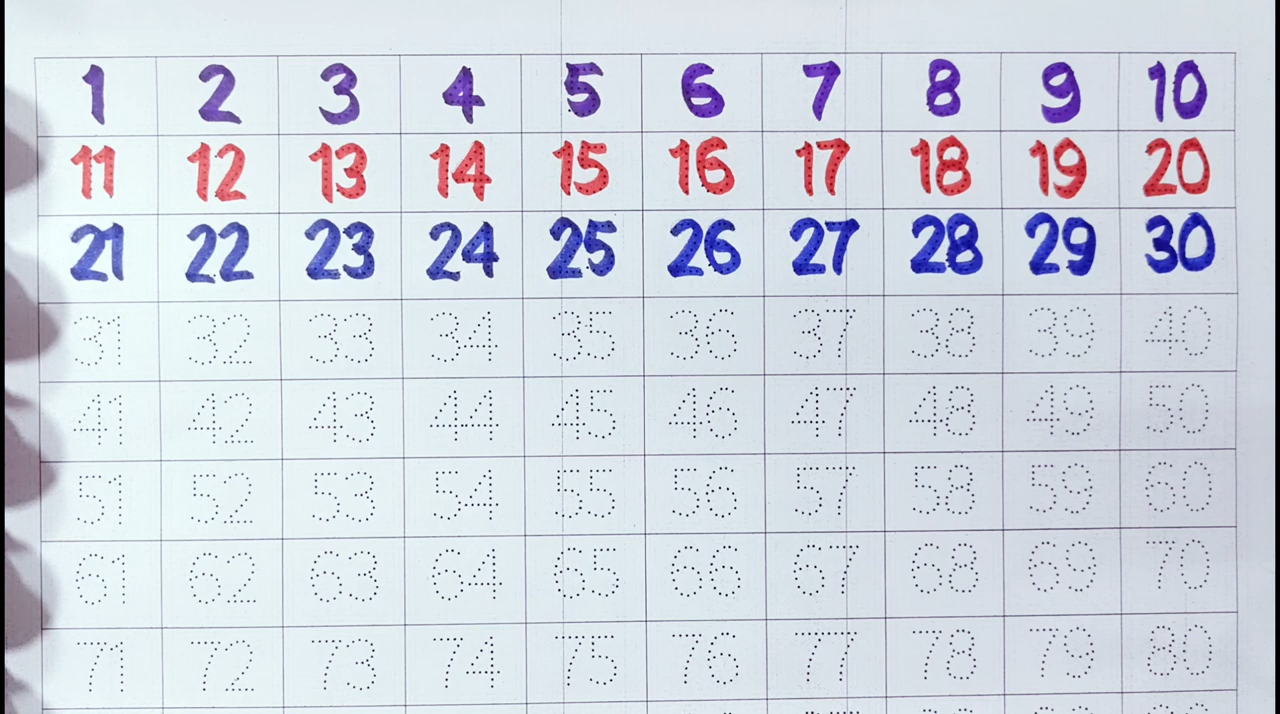 1 2 3 4 5 6 7 8 9 10
11 12 13 14 15 16 17 18 19 20
21 22 23 24 25 26 27 28 29 30
31 32 33 34 35 36 37 38 39 40
41 42 43 44 45 46 47 48 49 50
51 52 53 54 55 56 57 58 59 60
61 62 63 64 65 66 67 68 69 70
71 72 73 74 75 76 77 78 79 80